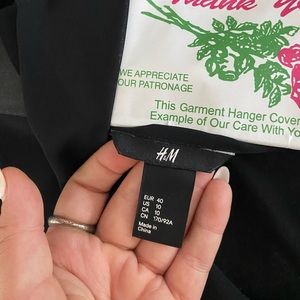 Thank Y
WE APPRECIATE
OUR PATRONAGE
This Garment Hanger Cover
Example of Our Care With Yo
H&M
EUR 40
US 10
CA 10
CN 170/92A
Made in
China